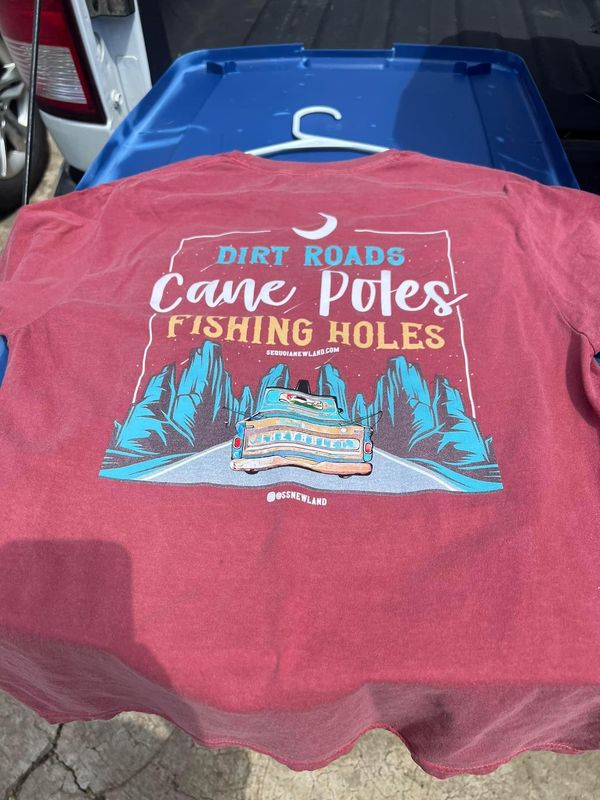 DIRT ROADS
Cane Poles
FISHING HOLES
SEQUOIANEWLAND.COM
CHEVROLET
@@SSNEWLAND